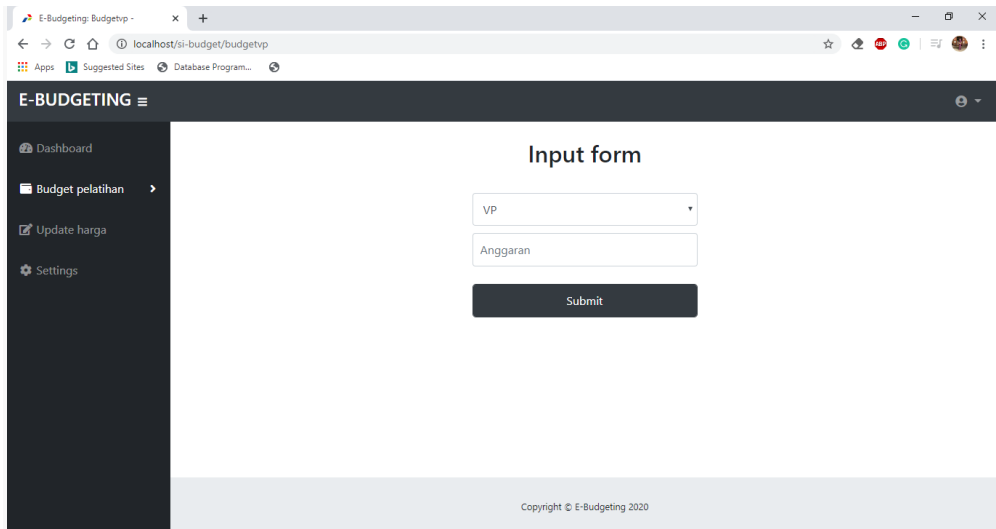 E-Budgeting: Budgetvp -
localhost/si-budget/budgetvp
ABP
G
Apps
Suggested Sites
Database Program...
E-BUDGETING
Dashboard
Budget pelatihan
Update harga
Settings
Input form
VP
Anggaran
Submit
Copyright © E-Budgeting 2020